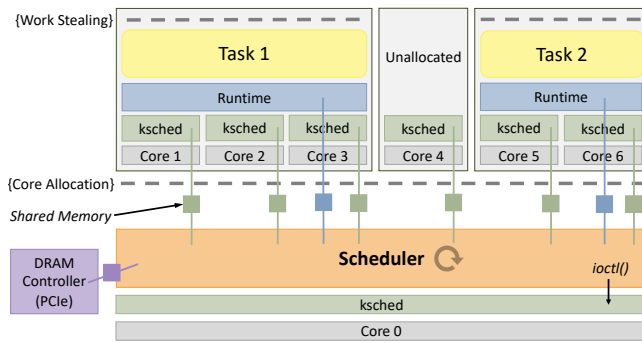 {Work Stealing}
Task 1
Unallocated
Task 2
Runtime
Runtime
ksched
ksched
ksched
ksched
ksched
ksched
Core 1
Core 2
Core 3
Core 4
Core 5
Core 6
{Core Allocation}
Shared Memory
Scheduler
ioctl()
DRAM
Controller
(PCIe)
ksched
Core 0